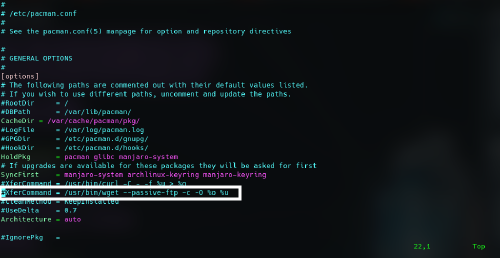 #
# /etc/pacman.conf
#
# See the pacman.conf(5) manpage for option and repository directives
#
# GENERAL OPTIONS
#
[options]
# The following paths are commented out with their default values listed.
# If you wish to use different paths, uncomment and update the paths.
#RootDir = /
#DBPath = /var/lib/pacman/
CacheDir = /var/cache/pacman/pkg/
#LogFile = /var/log/pacman.log
#GPGDir = /etc/pacman.d/gnupg/
#HookDir = /etc/pacman.d/hooks/
HoldPkg = pacman glibc manjaro-system
# If upgrades are available for these packages they will be asked for first
SyncFirst = manjaro-system archlinux-keyring manjaro-keyring
#XferCommand = /usr/bin/curl -C - -f %u > %o
#XferCommand = /usr/bin/wget --passive-ftp -c -O %o %u
#CleanMethod = KeepInstalled
#UseDelta = 0.7
Architecture = auto
#IgnorePkg =
22,1 Top